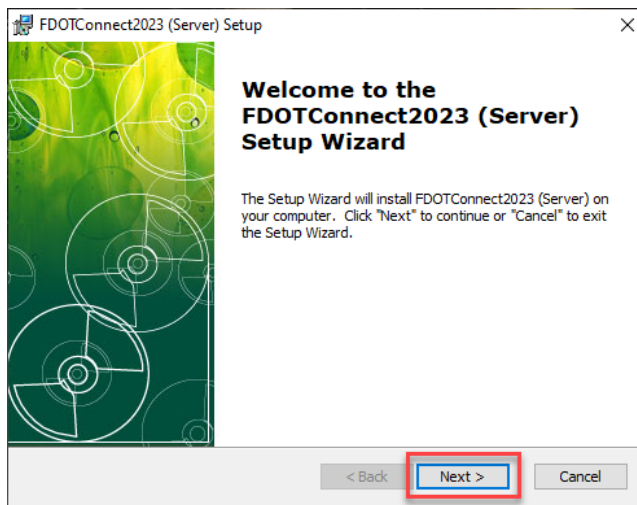 FDOTConnect2023 (Server) Setup
Welcome to the
FDOTConnect2023 (Server)
Setup Wizard
The Setup Wizard will install FDOTConnect2023 (Server) on
your computer.  Click "Next" to continue or "Cancel" to exit
the Setup Wizard.
< Back Next > Cancel